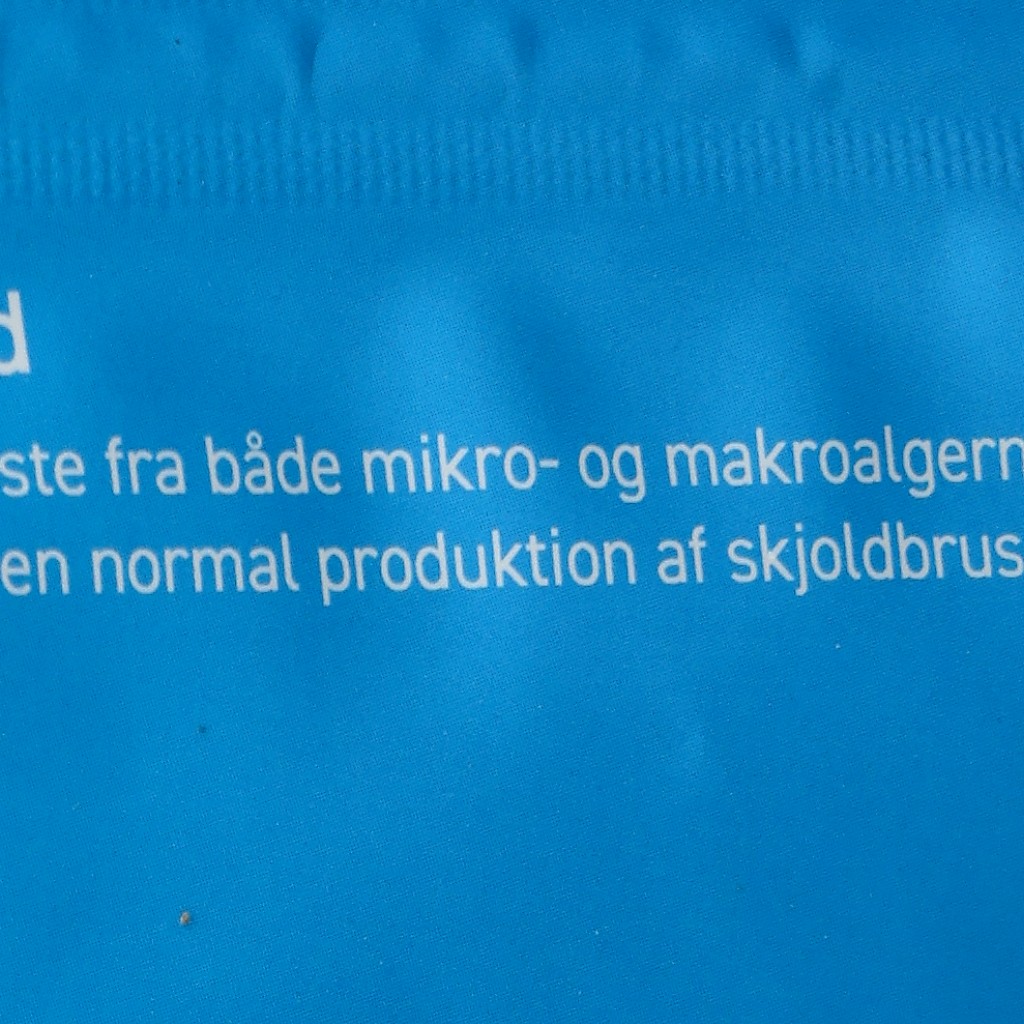 d
ste fra både mikro- og makroalgern
en normal produktion af skjoldbrus